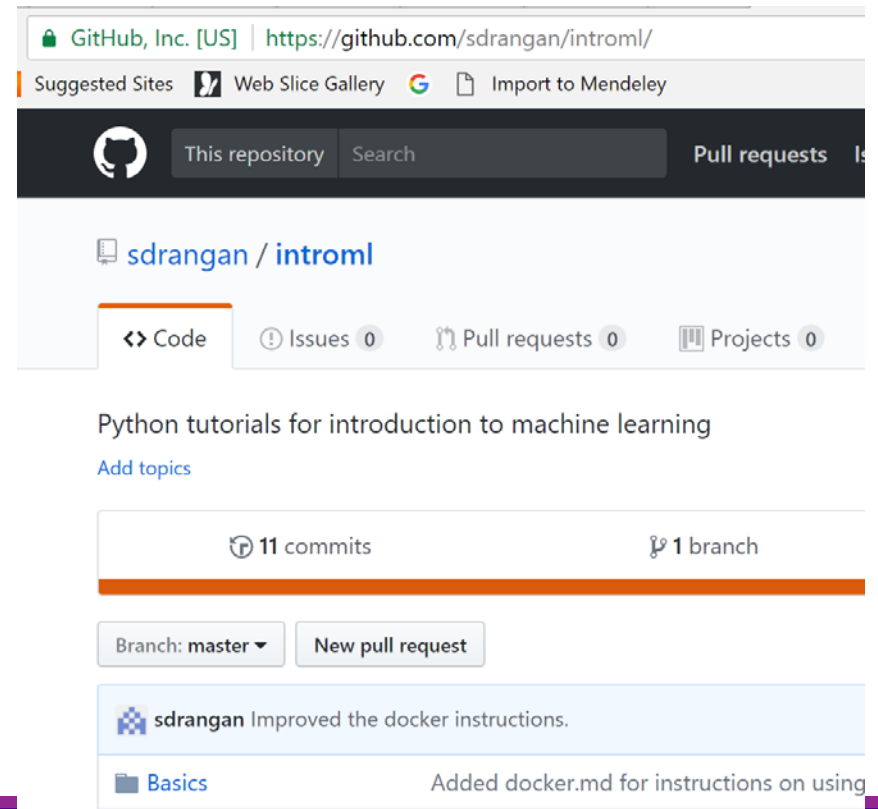 GitHub, Inc. [US] | https://github.com/sdrangan/introml/
Suggested Sites Web Slice Gallery Import to Mendeley
This repository Search Pull requests Is
sdrangan / introml
<> Code Issues 0 Pull requests 0 Projects 0
Python tutorials for introduction to machine learning
Add topics
11 commits 1 branch
Branch: master New pull request
sdrangan Improved the docker instructions.
Basics Added docker.md for instructions on using